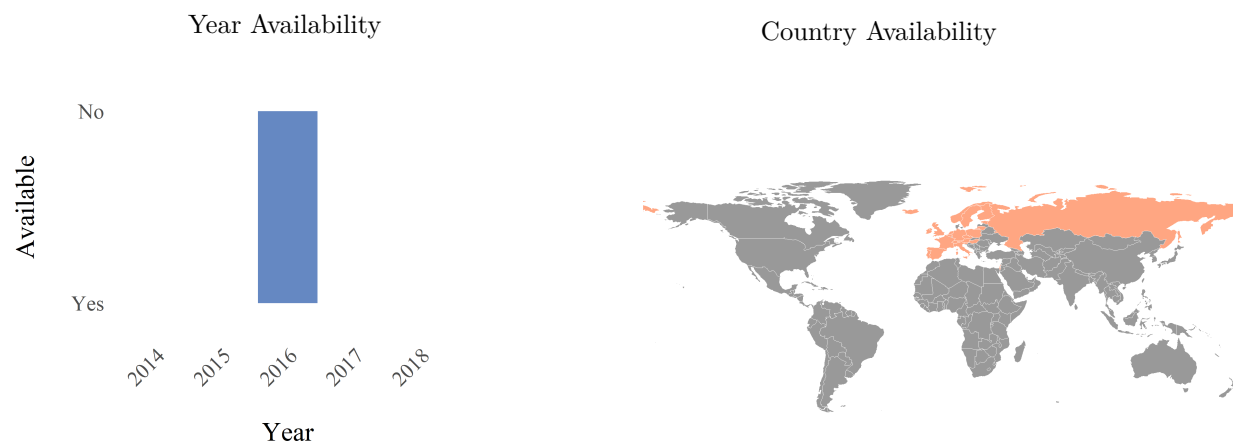 Year Availability
Country Availability
No
Available
Yes
2014
2015
2016
2017
2018
Year